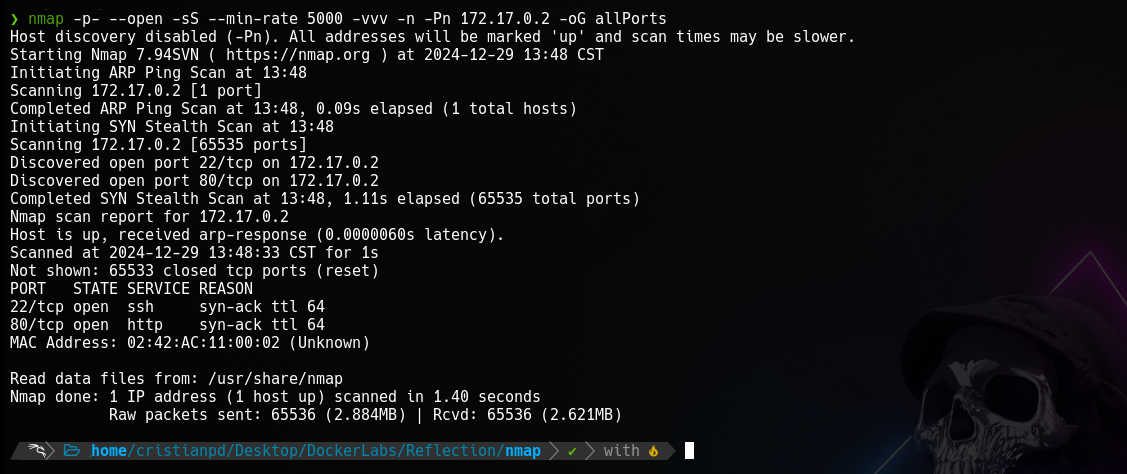 ❯ nmap -p- --open -sS --min-rate 5000 -vvv -n -Pn 172.17.0.2 -oG allPorts
Host discovery disabled (-Pn). All addresses will be marked 'up' and scan times may be slower.
Starting Nmap 7.94SVN ( https://nmap.org ) at 2024-12-29 13:48 CST
Initiating ARP Ping Scan at 13:48
Scanning 172.17.0.2 [1 port]
Completed ARP Ping Scan at 13:48, 0.09s elapsed (1 total hosts)
Initiating SYN Stealth Scan at 13:48
Scanning 172.17.0.2 [65535 ports]
Discovered open port 22/tcp on 172.17.0.2
Discovered open port 80/tcp on 172.17.0.2
Completed SYN Stealth Scan at 13:48, 1.11s elapsed (65535 total ports)
Nmap scan report for 172.17.0.2
Host is up, received arp-response (0.0000060s latency).
Scanned at 2024-12-29 13:48:33 CST for 1s
Not shown: 65533 closed tcp ports (reset)
PORT   STATE SERVICE REASON
22/tcp open  ssh     syn-ack ttl 64
80/tcp open  http    syn-ack ttl 64
MAC Address: 02:42:AC:11:00:02 (Unknown)
Read data files from: /usr/share/nmap
Nmap done: 1 IP address (1 host up) scanned in 1.40 seconds
Raw packets sent: 65536 (2.884MB) | Rcvd: 65536 (2.621MB)
home/cristianpd/Desktop/DockerLabs/Reflection/nmap ✔ with